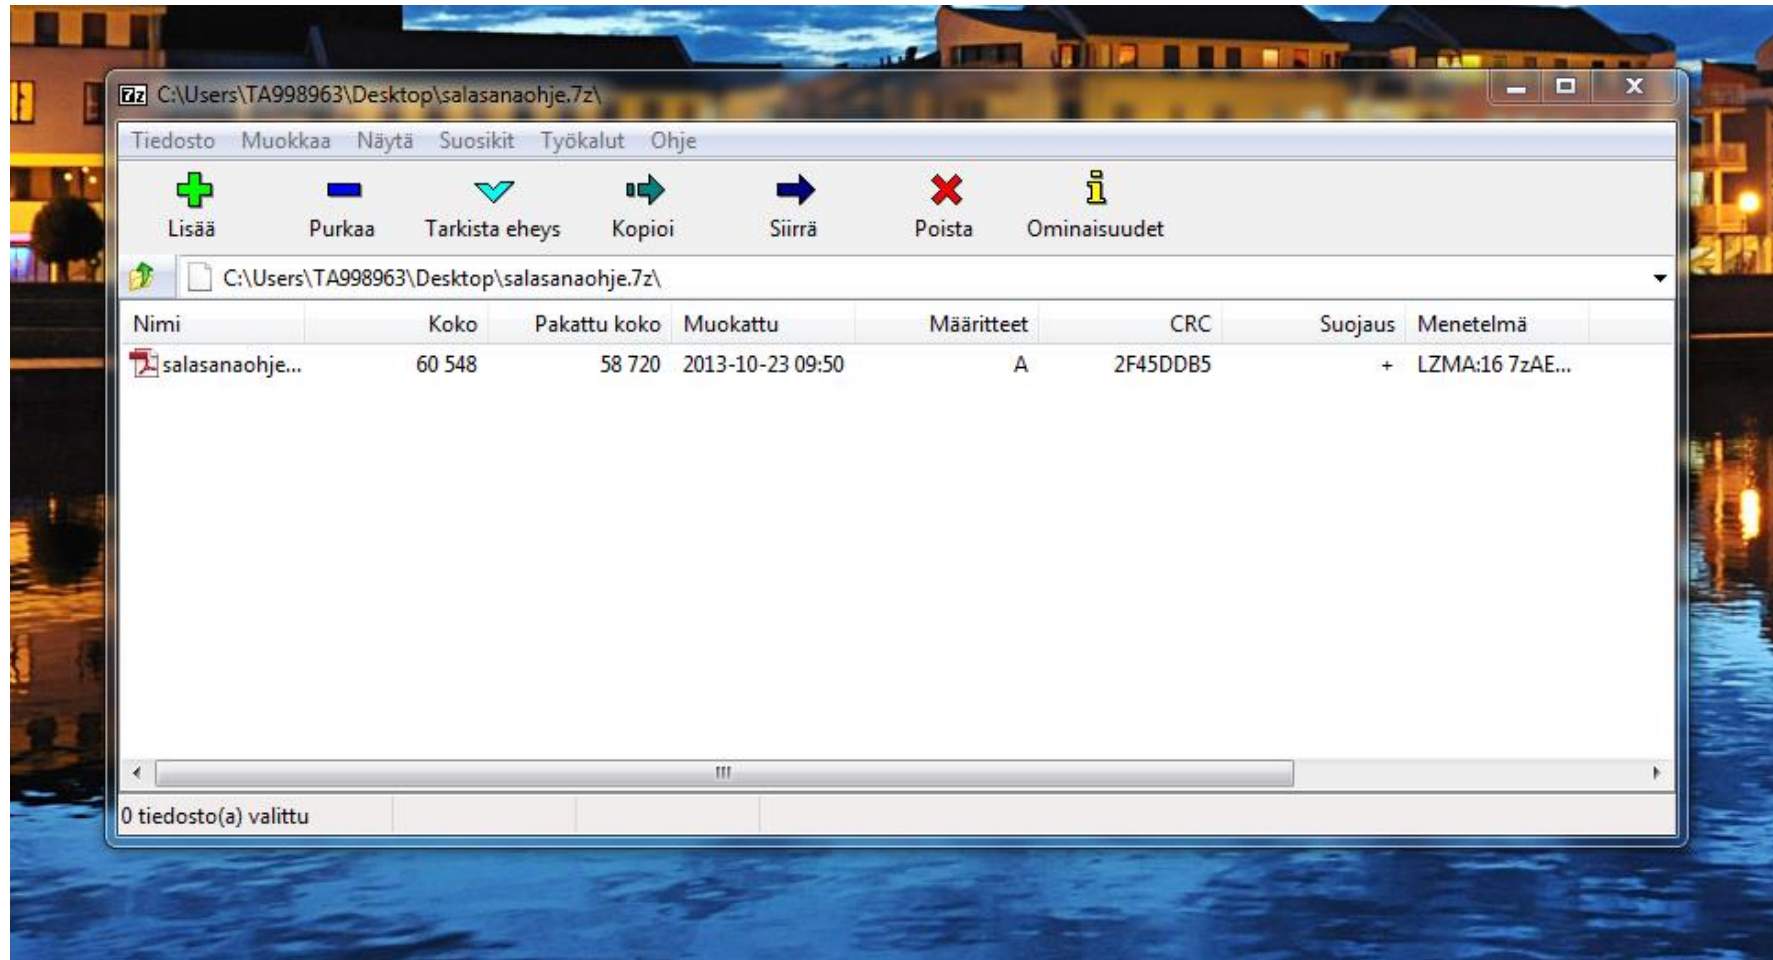 7z C:\Users\TA998963\Desktop\salasanaohje.7z\
Tiedosto Muokkaa Näytä Suosikit Työkalut Ohje
Lisää Purkaa Tarkista eheys Kopioi Siirrä Poista Ominaisuudet
C:\Users\TA998963\Desktop\salasanaohje.7z\
Nimi Koko Pakattu koko Muokattu Määritteet CRC Suojaus Menetelmä
salasanaohje... 60 548 58 720 2013-10-23 09:50 A 2F45DDB5 + LZMA:16 7zAE...
0 tiedosto(a) valittu